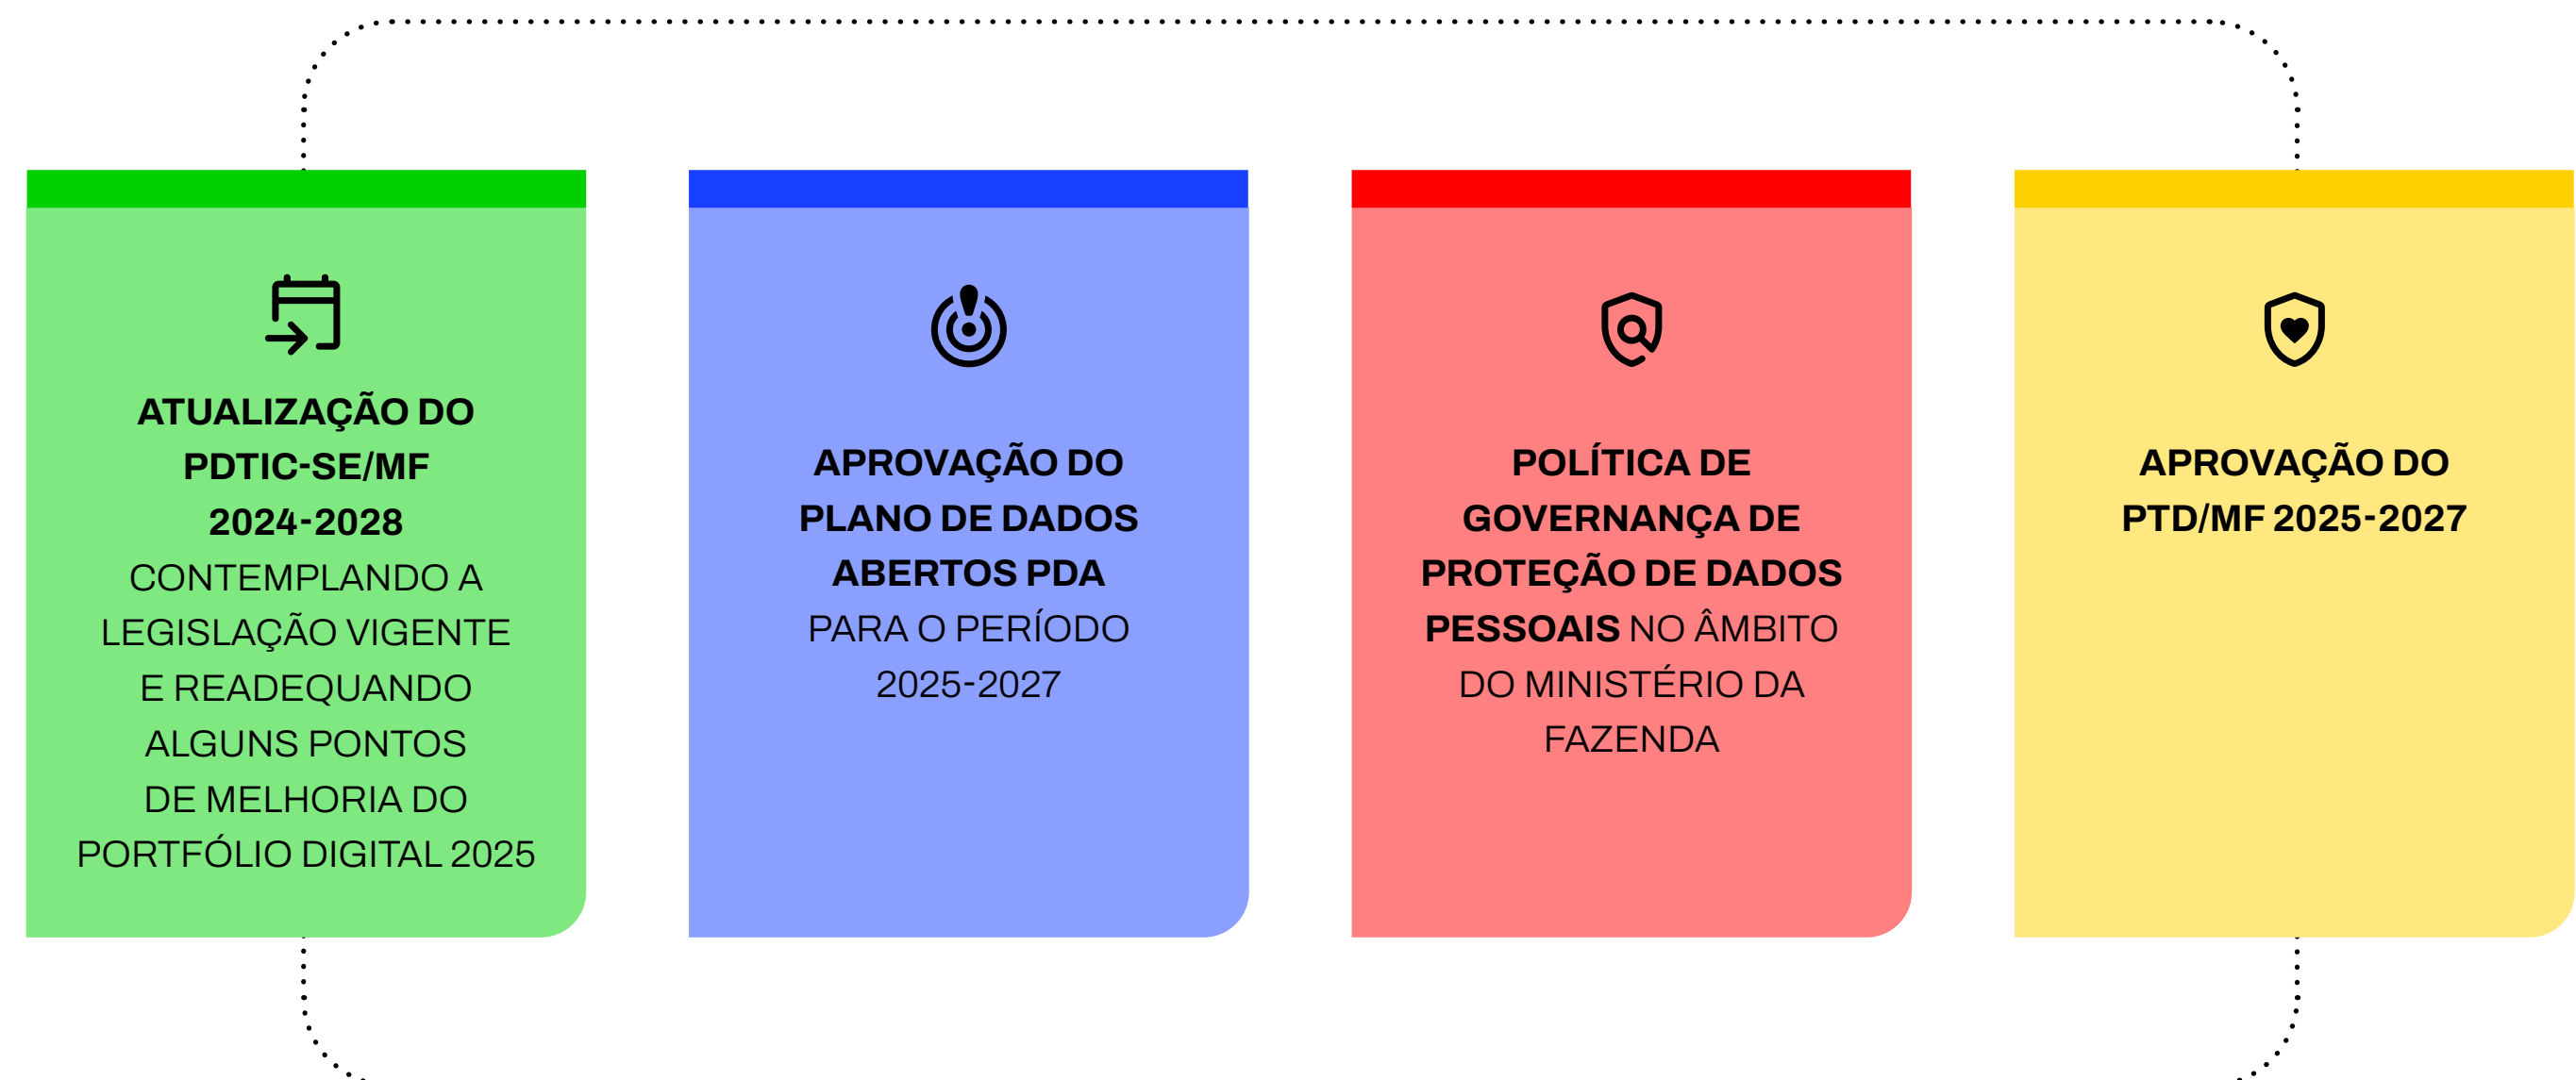 ATUALIZAÇÃO DO
PDTIC-SE/MF
2024-2028
CONTEMPLANDO A
LEGISLAÇÃO VIGENTE
E READEQUANDO
ALGUNS PONTOS
DE MELHORIA DO
PORTFÓLIO DIGITAL 2025
APROVAÇÃO DO
PLANO DE DADOS
ABERTOS PDA
PARA O PERÍODO
2025-2027
POLÍTICA DE
GOVERNANÇA DE
PROTEÇÃO DE DADOS
PESSOAIS NO ÂMBITO
DO MINISTÉRIO DA
FAZENDA
APROVAÇÃO DO
PTD/MF 2025-2027